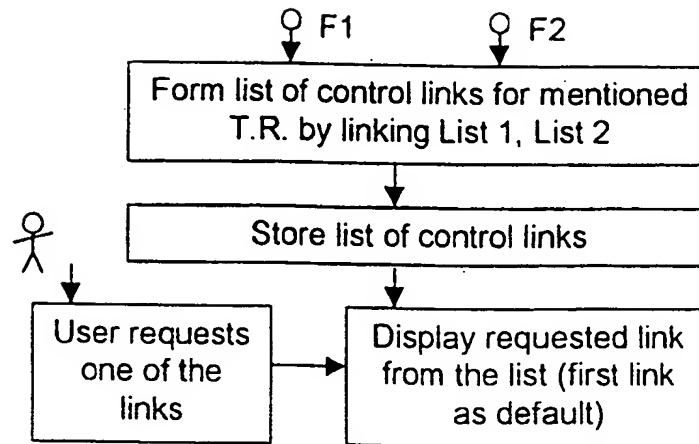 F1
F2
Form list of control links for mentioned
T.R. by linking List 1, List 2
Store list of control links
User requests
one of the
links
Display requested link
from the list (first link
as default)